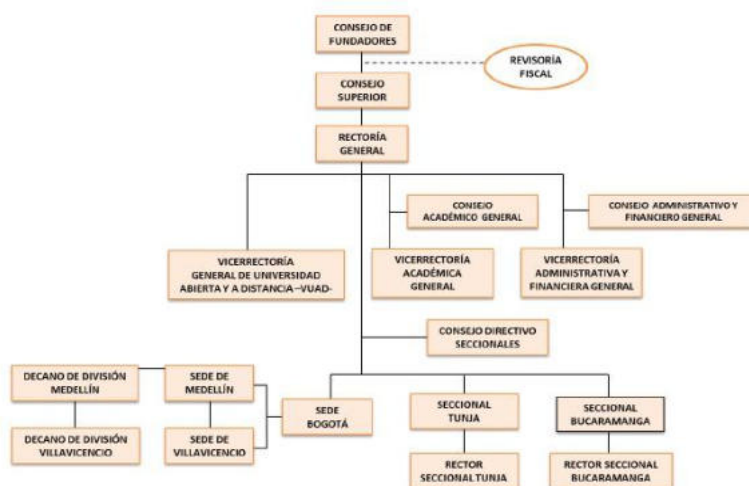 CONSEJO DE
FUNDADORES
REVISORÍA
FISCAL
CONSEJO
SUPERIOR
RECTORÍA
GENERAL
CONSEJO
ACADÉMICO GENERAL
CONSEJO ADMINISTRATIVO Y
FINANCIERO GENERAL
VICERRECTORÍA
GENERAL DE UNIVERSIDAD
ABIERTA Y A DISTANCIA –VUAD-
VICERRECTORÍA
ACADÉMICA
GENERAL
VICERRECTORÍA
ADMINISTRATIVA Y
FINANCIERA GENERAL
CONSEJO DIRECTIVO
SECCIONALES
DECANO DE DIVISIÓN
MEDELLÍN
SEDE DE
MEDELLÍN
SEDE
BOGOTÁ
SECCIONAL
TUNJA
SECCIONAL
BUCARAMANGA
DECANO DE DIVISIÓN
VILLAVICENCIO
SEDE DE
VILLAVICENCIO
RECTOR
SECCIONAL TUNJA
RECTOR SECCIONAL
BUCARAMANGA